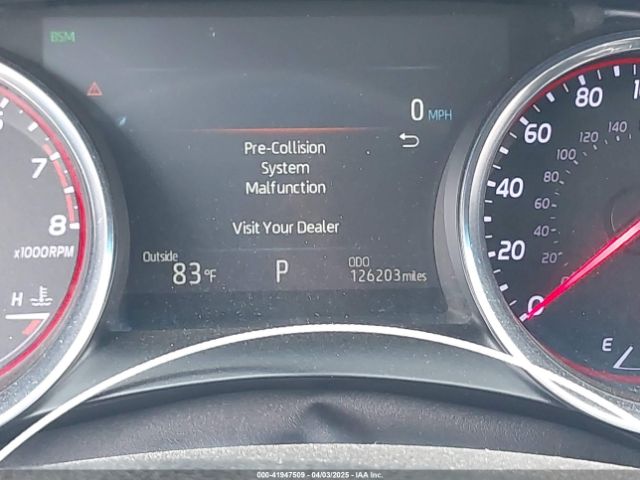 BSM
0 MPH
Pre-Collision
System
Malfunction
Visit Your Dealer
Outside
83°F
P
ODO
126203 miles
7
8
x1000RPM
H
0
20
40
60
80
20
40
60
80
100
120
140
E
000-41947509 - 04/03/2025 - IAA Inc.